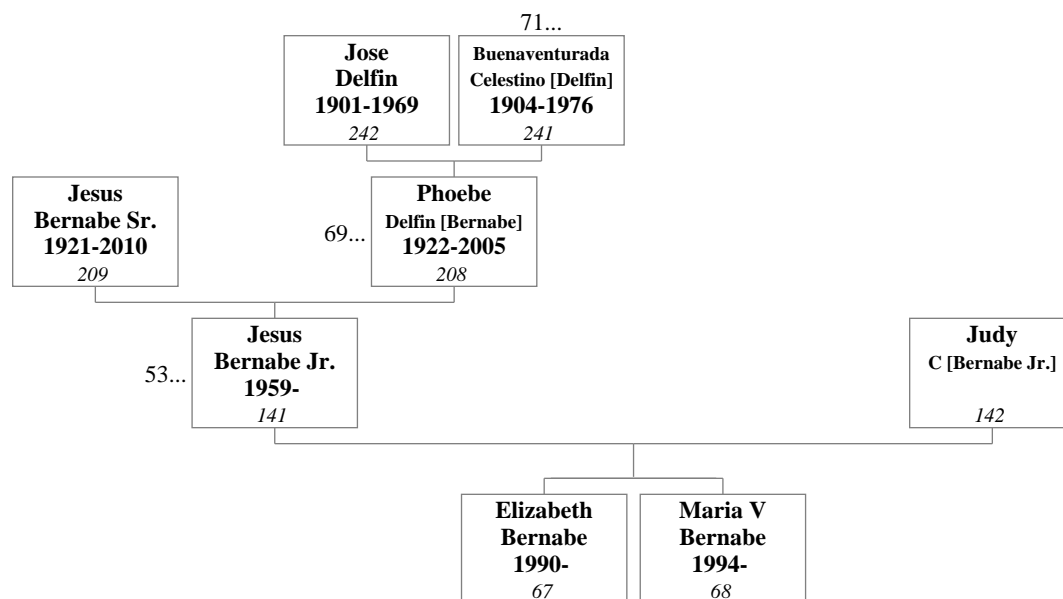 71...
Jose
Delfin
1901-1969
242
Buenaventurada
Celestino [Delfin]
1904-1976
241
Jesus
Bernabe Sr.
1921-2010
209
69...
Phoebe
Delfin [Bernabe]
1922-2005
208
53...
Jesus
Bernabe Jr.
1959-
141
Judy
C [Bernabe Jr.]
142
Elizabeth
Bernabe
1990-
67
Maria V
Bernabe
1994-
68